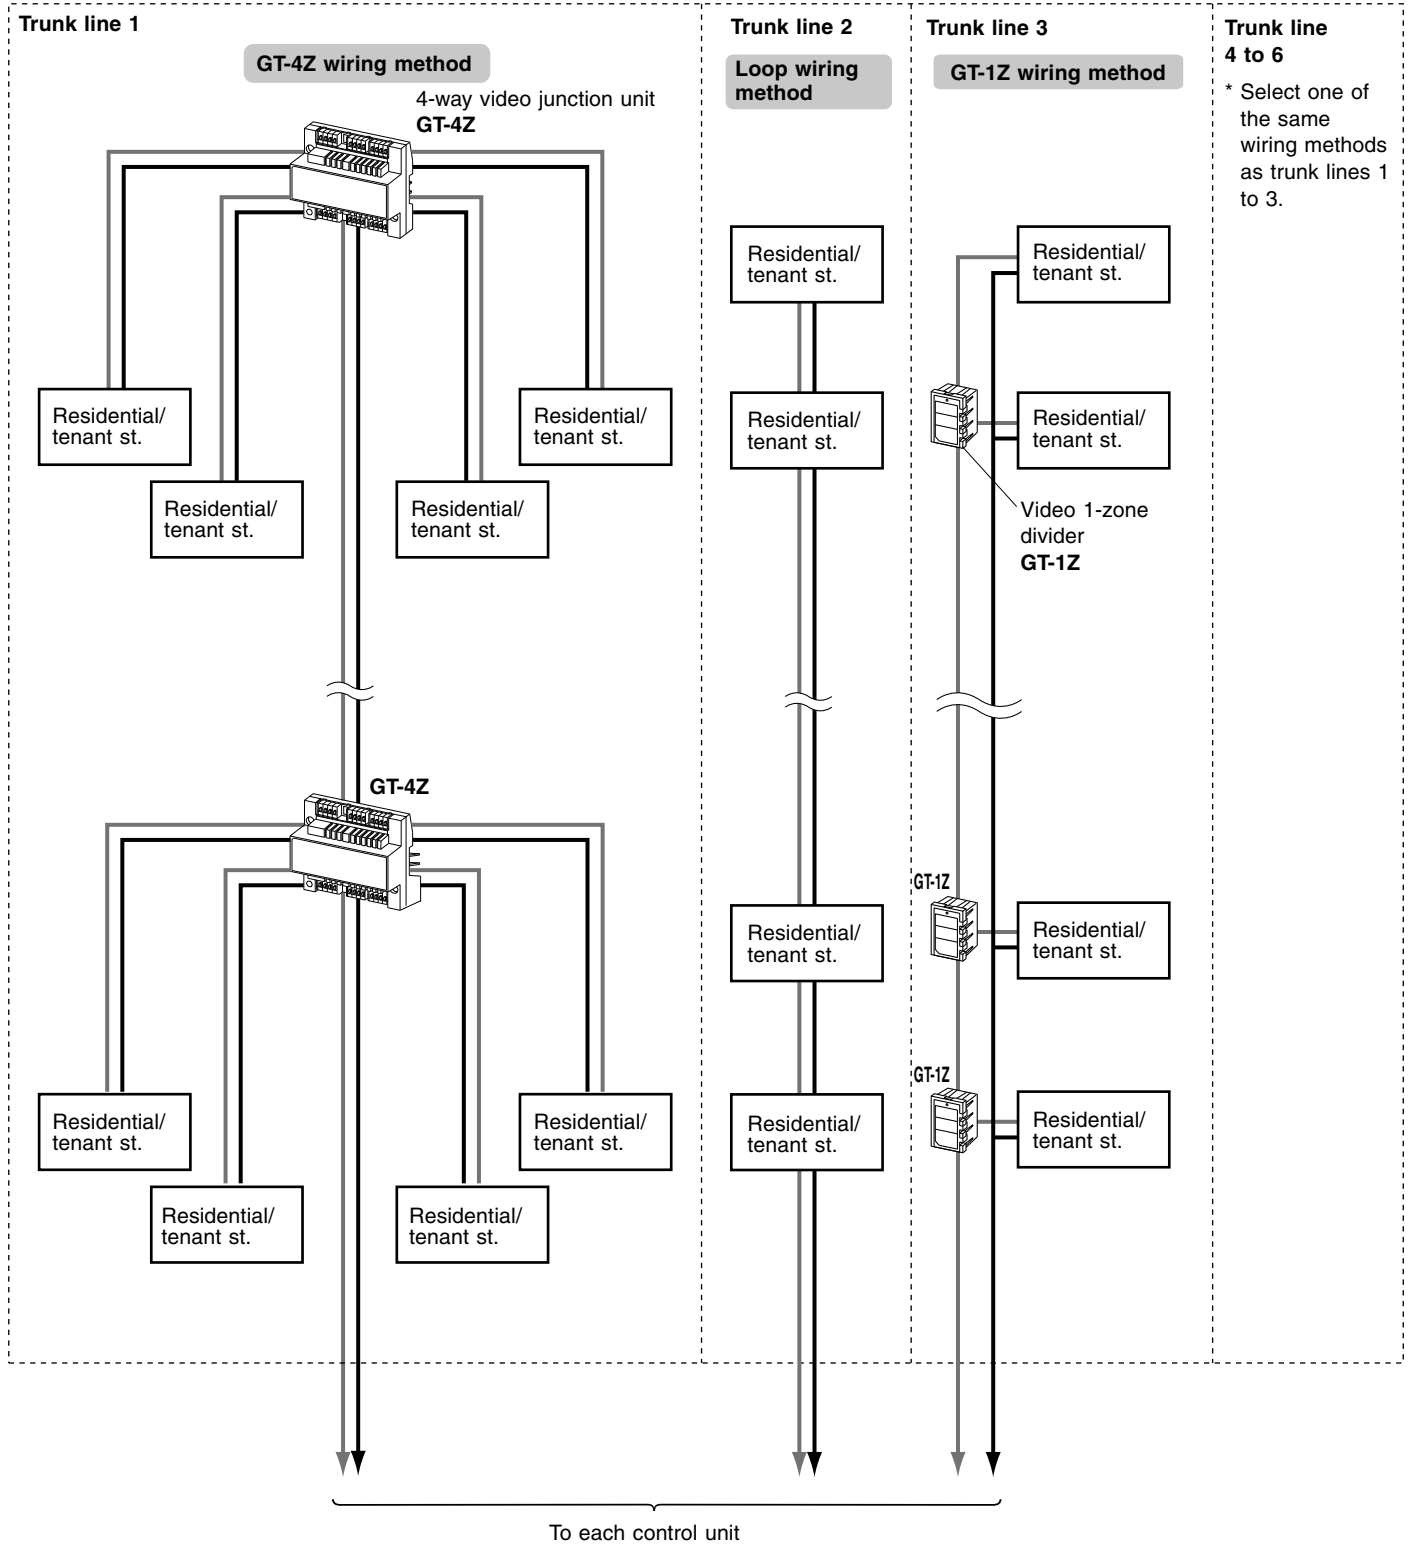 Trunk line 1
GT-4Z wiring method
4-way video junction unit
GT-4Z
Residential/
tenant st.
Residential/
tenant st.
Residential/
tenant st.
Residential/
tenant st.
GT-4Z
Residential/
tenant st.
Residential/
tenant st.
Residential/
tenant st.
Residential/
tenant st.
Trunk line 2
Loop wiring
method
Residential/
tenant st.
Residential/
tenant st.
Residential/
tenant st.
Residential/
tenant st.
Trunk line 3
GT-1Z wiring method
Residential/
tenant st.
Residential/
tenant st.
Video 1-zone
divider
GT-1Z
GT-1Z
Residential/
tenant st.
GT-1Z
Residential/
tenant st.
Trunk line
4 to 6
* Select one of
the same
wiring methods
as trunk lines 1
to 3.
To each control unit